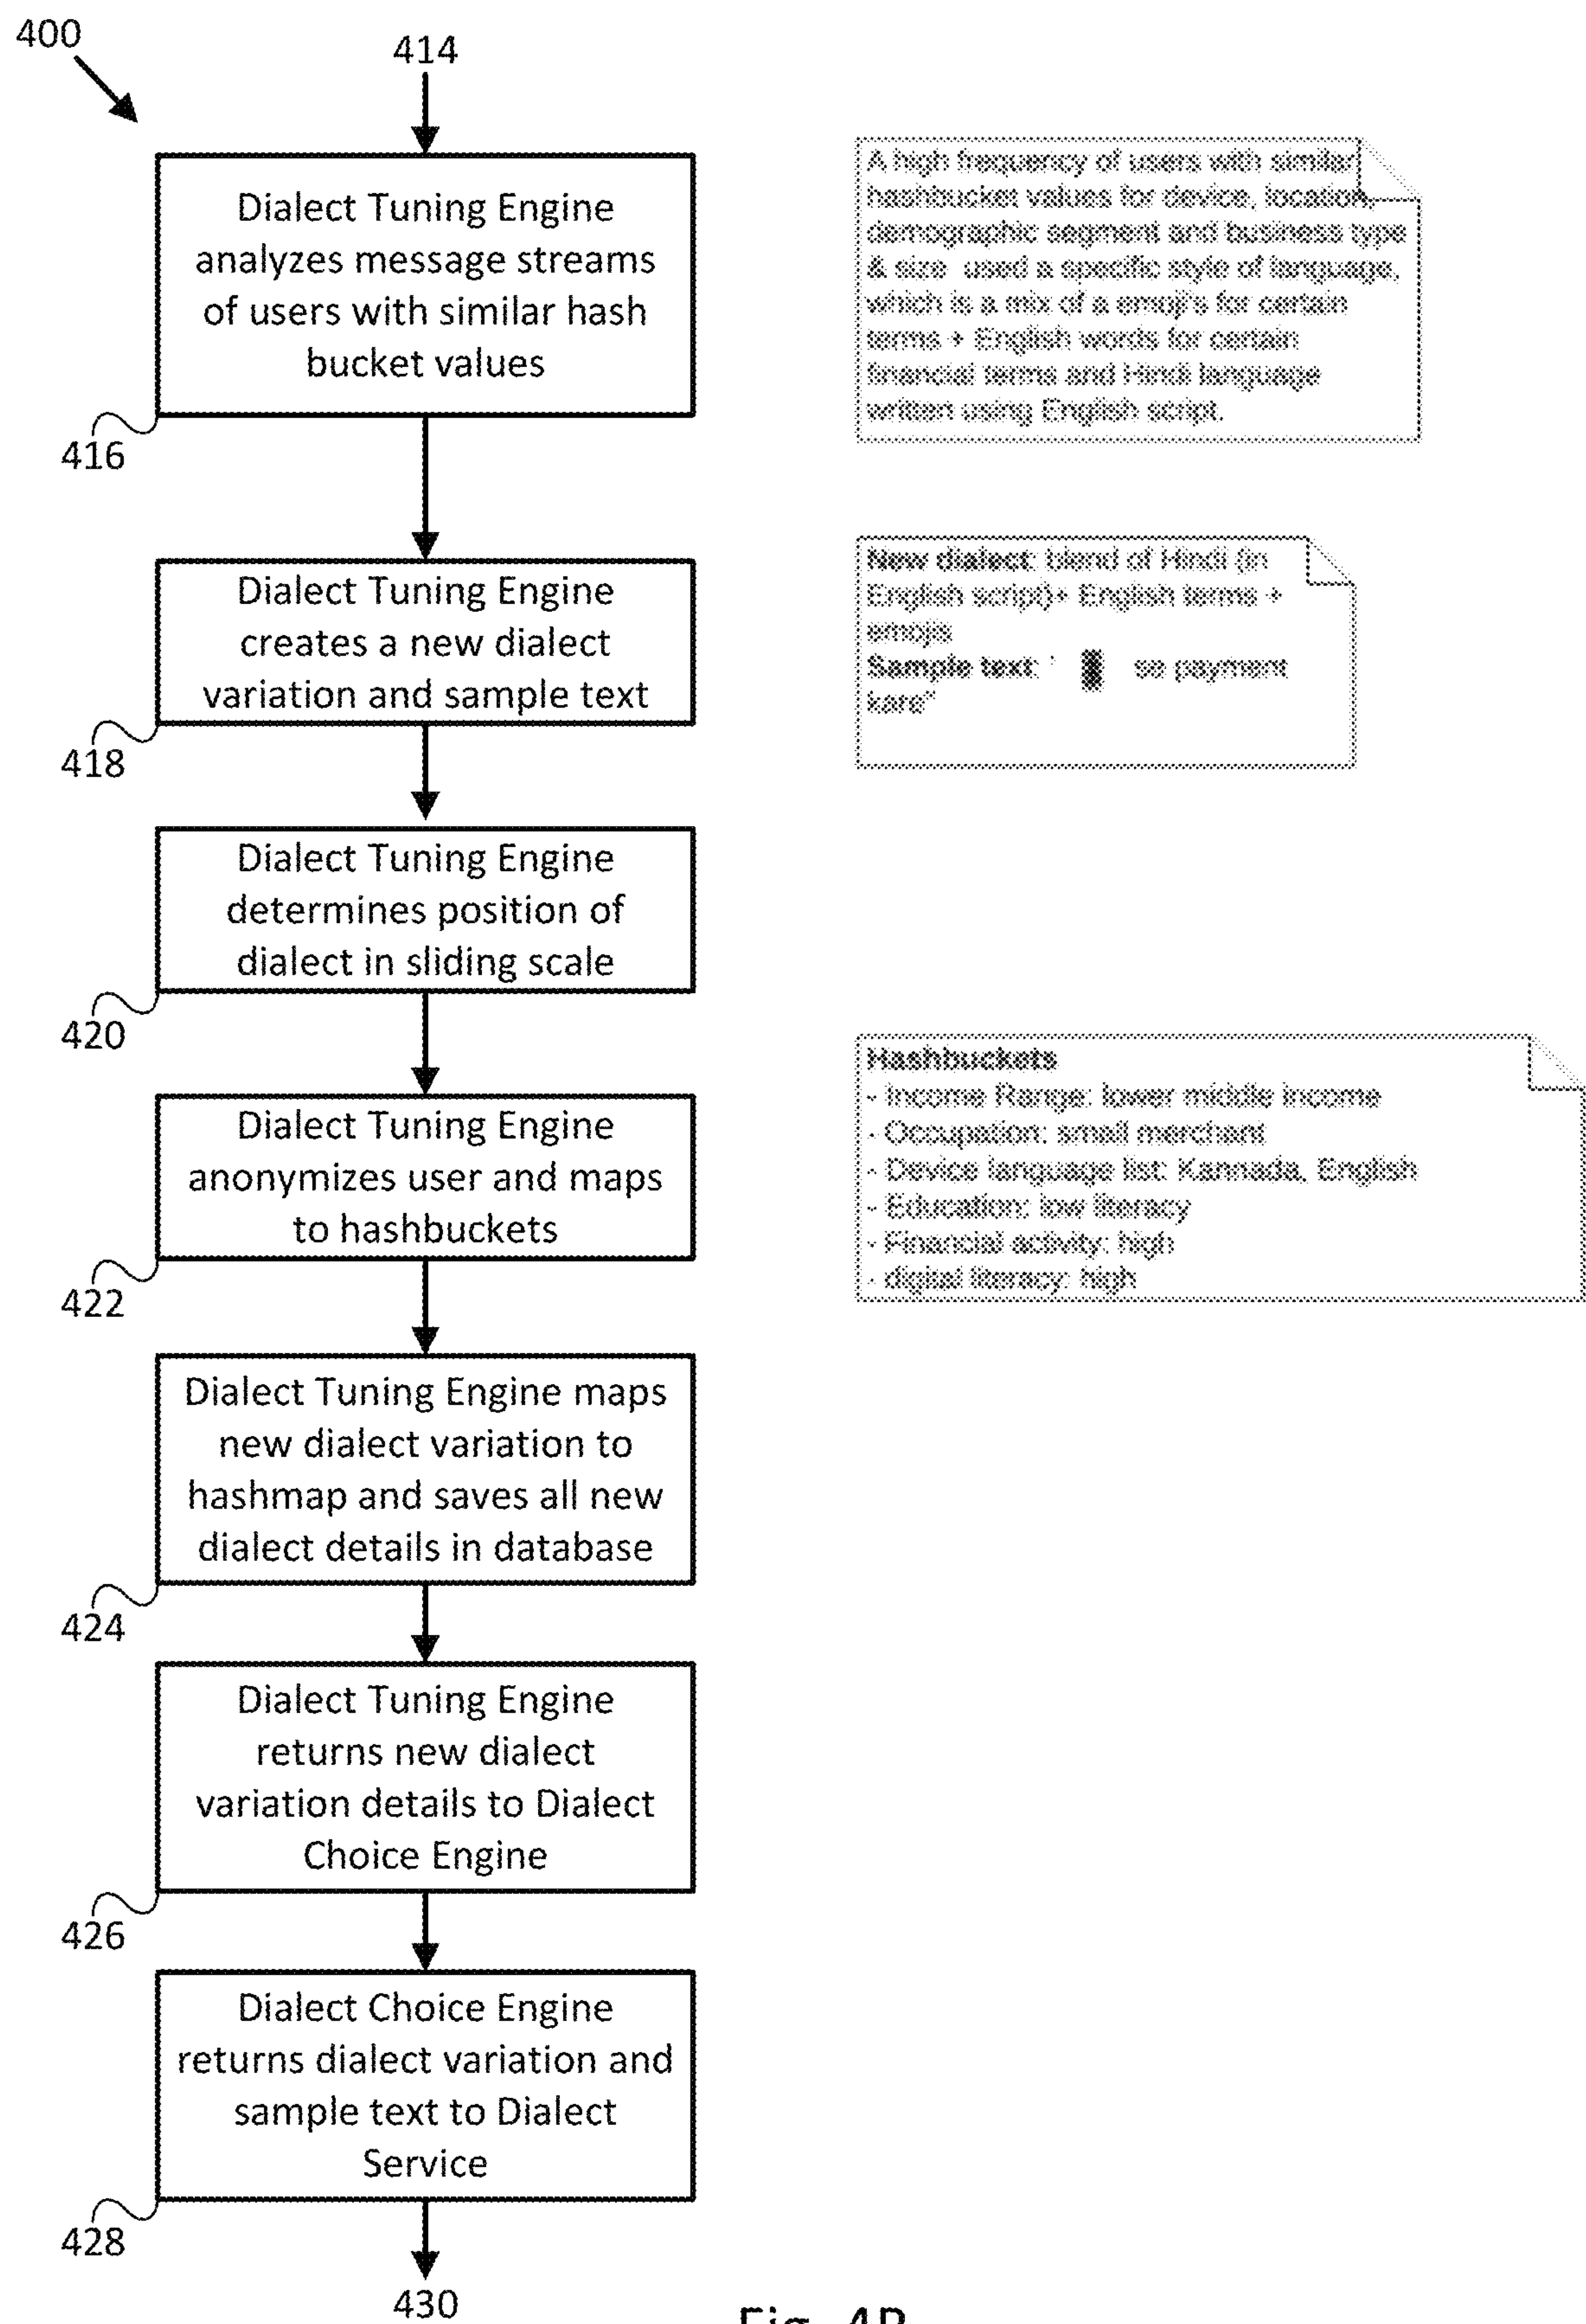 400
414
Dialect Tuning Engine
analyzes message streams
of users with similar hash
bucket values
416
A high frequency of users with similar
hashbucket values for device, location,
demographic segment and business type
& size used a specific style of language,
which is a mix of a emoji's for certain
terms + English words for certain
financial terms and Hindi language
written using English script.
Dialect Tuning Engine
creates a new dialect
variation and sample text
418
New dialect: blend of Hindi (in
English script)+ English terms +
emojis
Sample text: " se payment
kare"
Dialect Tuning Engine
determines position of
dialect in sliding scale
420
Dialect Tuning Engine
anonymizes user and maps
to hashbuckets
422
Hashbuckets
- Income Range: lower middle income
- Occupation: small merchant
- Device language list: Kannada, English
- Education: low literacy
- Financial activity: high
- digital literacy: high
Dialect Tuning Engine maps
new dialect variation to
hashmap and saves all new
dialect details in database
424
Dialect Tuning Engine
returns new dialect
variation details to Dialect
Choice Engine
426
Dialect Choice Engine
returns dialect variation and
sample text to Dialect
Service
428
430
Fig. 4B